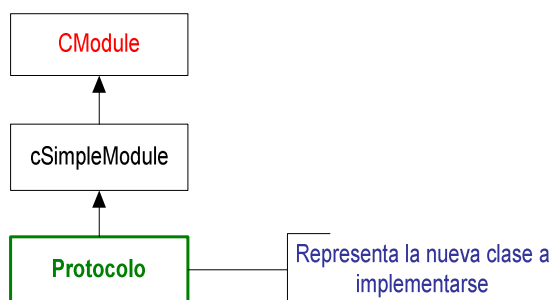 CModule
cSimpleModule
Protocolo
Representa la nueva clase a
implementarse